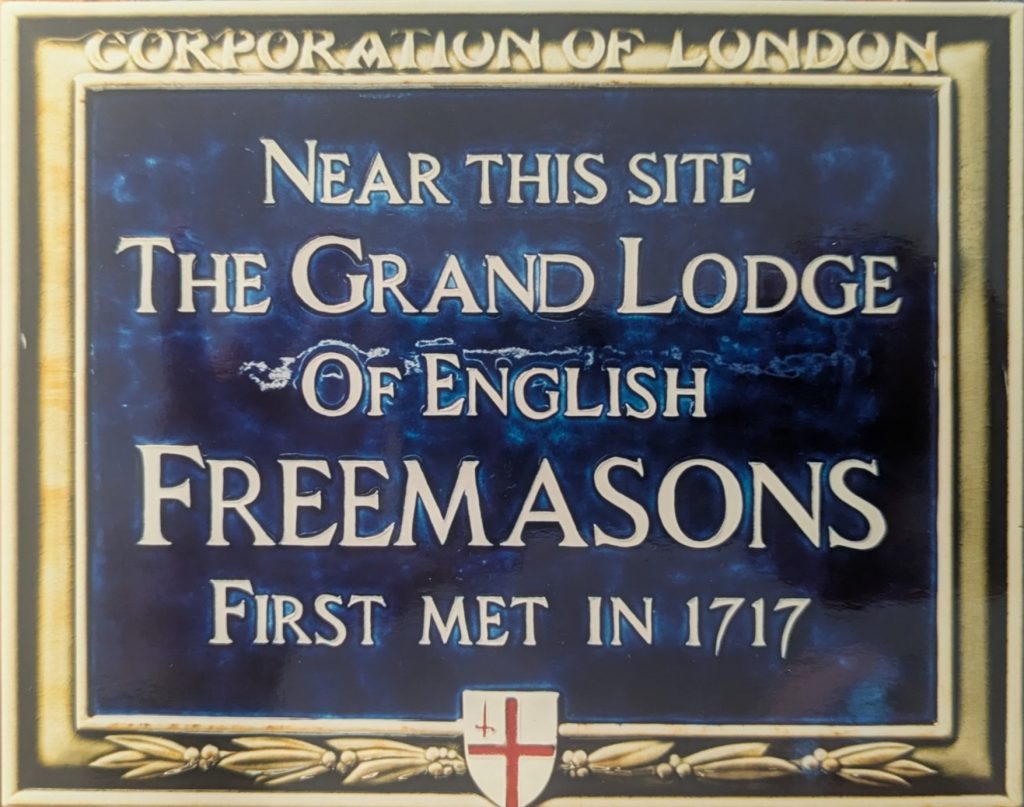 CORPORATION OF LONDON
NEAR THIS SITE
THE GRAND LODGE
OF ENGLISH
FREEMASONS
FIRST MET IN 1717